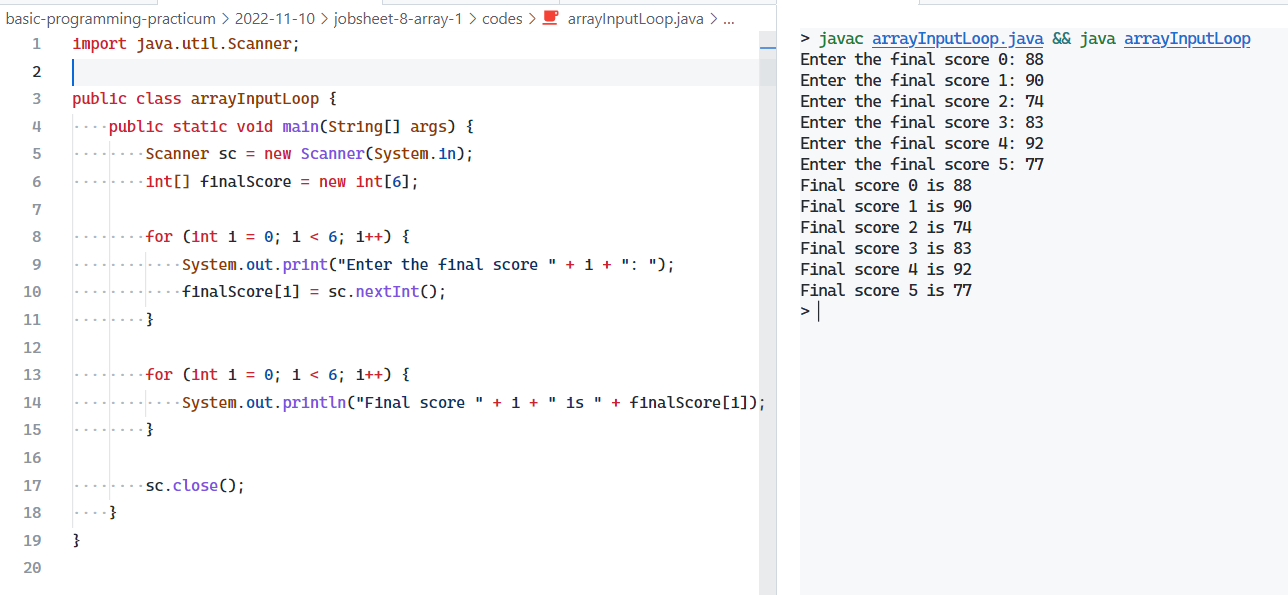 basic-programming-practicum > 2022-11-10 > jobsheet-8-array-1 > codes > arrayInputLoop.java > ...
1 import java.util.Scanner;
2
3 public class arrayInputLoop {
4 ····public static void main(String[] args) {
5 ········Scanner sc = new Scanner(System.in);
6 ········int[] finalScore = new int[6];
7
8 ········for (int i = 0; i < 6; i++) {
9 ············System.out.print("Enter the final score " + i + ": ");
10 ············finalScore[i] = sc.nextInt();
11 ········}
12
13 ········for (int i = 0; i < 6; i++) {
14 ············System.out.println("Final score " + i + " is " + finalScore[i]);
15 ········}
16
17 ········sc.close();
18 ····}
19 }
20
> javac arrayInputLoop.java && java arrayInputLoop
Enter the final score 0: 88
Enter the final score 1: 90
Enter the final score 2: 74
Enter the final score 3: 83
Enter the final score 4: 92
Enter the final score 5: 77
Final score 0 is 88
Final score 1 is 90
Final score 2 is 74
Final score 3 is 83
Final score 4 is 92
Final score 5 is 77
>